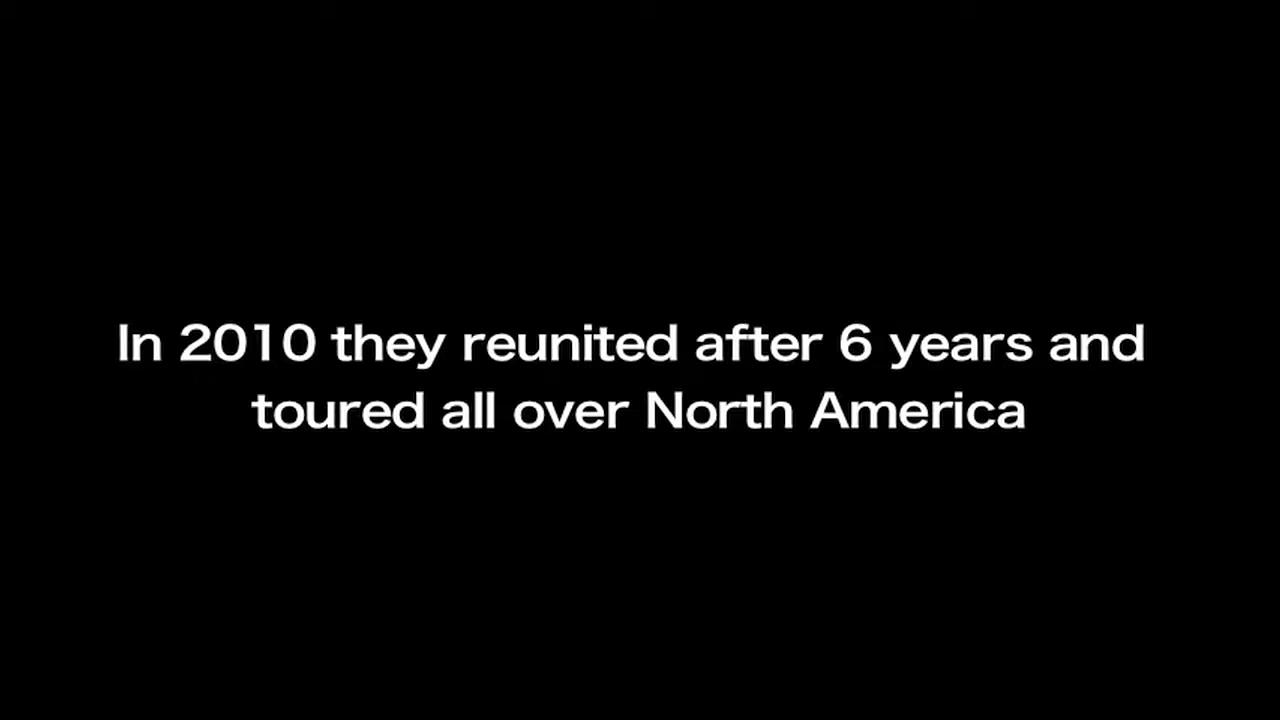 In 2010 they reunited after 6 years and
toured all over North America